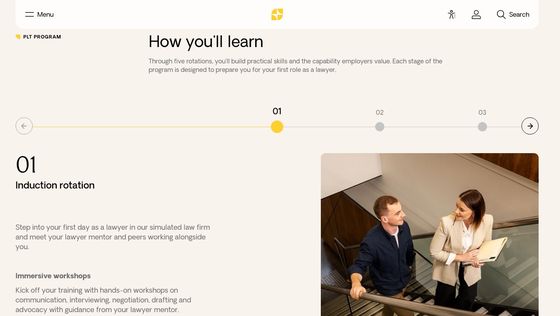 Menu
Search
PLT PROGRAM
How you'll learn
Through five rotations, you'll build practical skills and the capability employers value. Each stage of the
program is designed to prepare you for your first role as a lawyer.
01
02
03
01
Induction rotation
Step into your first day as a lawyer in our simulated law firm
and meet your lawyer mentor and peers working alongside
you.
Immersive workshops
Kick off your training with hands-on workshops on
communication, interviewing, negotiation, drafting and
advocacy with guidance from your lawyer mentor.